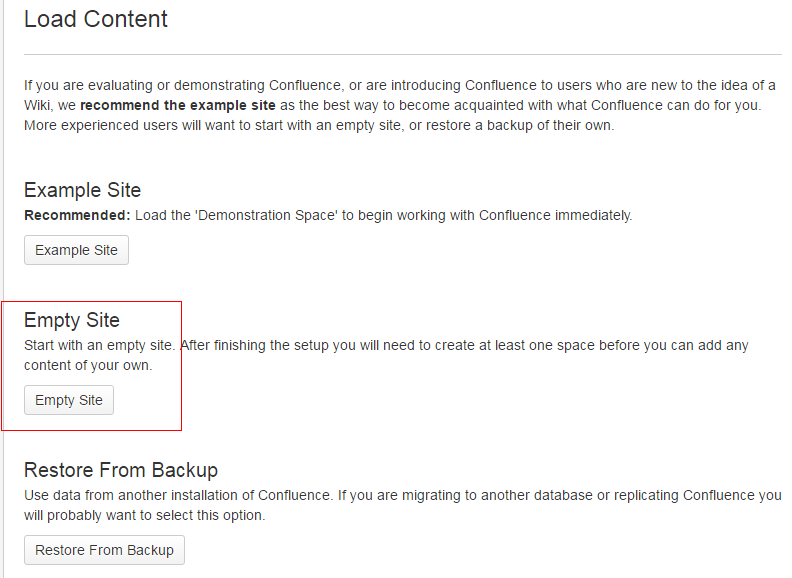 Load Content
If you are evaluating or demonstrating Confluence, or are introducing Confluence to users who are new to the idea of a
Wiki, we recommend the example site as the best way to become acquainted with what Confluence can do for you.
More experienced users will want to start with an empty site, or restore a backup of their own.
Example Site
Recommended: Load the 'Demonstration Space' to begin working with Confluence immediately.
Example Site
Empty Site
Start with an empty site. After finishing the setup you will need to create at least one space before you can add any
content of your own.
Empty Site
Restore From Backup
Use data from another installation of Confluence. If you are migrating to another database or replicating Confluence you
will probably want to select this option.
Restore From Backup